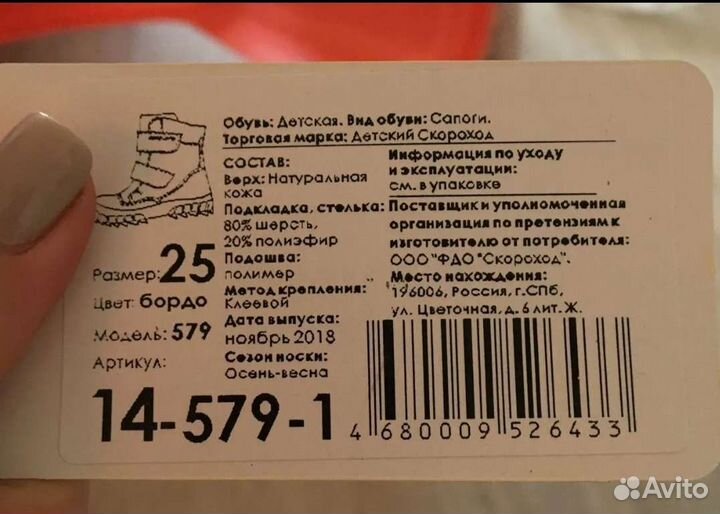 Обувь: Детская. Вид обуви: Сапоги.
Торговая марка: Детский Скороход
СОСТАВ:
Верх: Натуральная
кожа
Подкладка, стелька:
80% шерсть,
20% полиэфир
Подошва:
полимер
Метод крепления:
Клеевой
Дата выпуска:
ноябрь 2018
Сезон носки:
Осень-весна
Информация по уходу
и эксплуатации:
см. в упаковке
Поставщик и уполномоченная
организация по претензиям к
изготовителю от потребителя:
ООО "ФДО "Скороход".
Место нахождения:
196006, Россия, г.СПб,
ул. Цветочная, д.6 лит. Ж.
Размер: 25
Цвет: бордо
Модель: 579
Артикул:
14-579-1
4 680009 526433
Avito